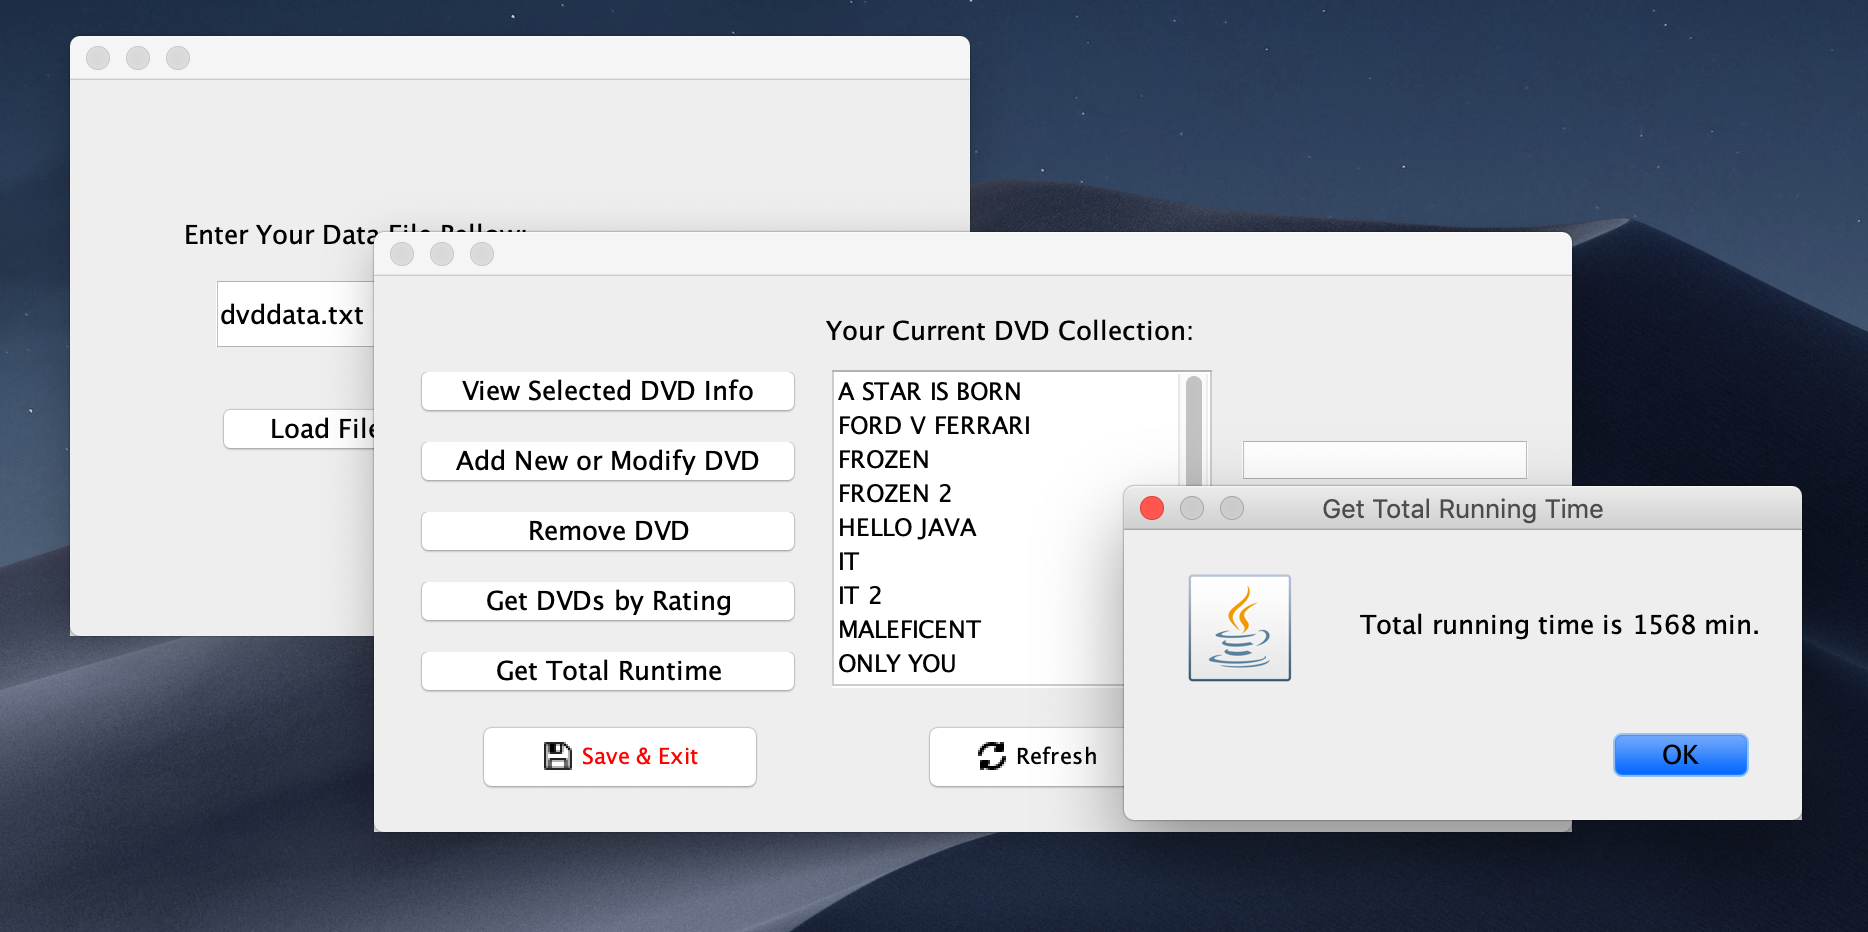 Enter Your Data File Bellow:
dvddata.txt
Load File
Your Current DVD Collection:
View Selected DVD Info
Add New or Modify DVD
Remove DVD
Get DVDs by Rating
Get Total Runtime
Save & Exit
A STAR IS BORN
FORD V FERRARI
FROZEN
FROZEN 2
HELLO JAVA
IT
IT 2
MALEFICENT
ONLY YOU
Refresh
Get Total Running Time
Total running time is 1568 min.
OK